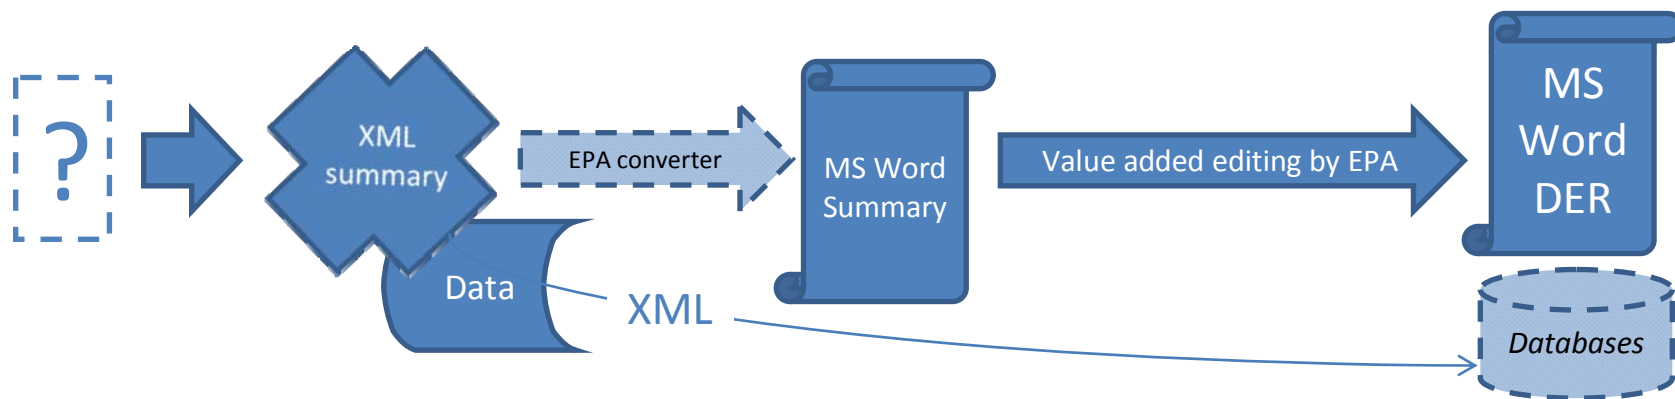 ?
XML
summary
EPA converter
MS Word
Summary
Value added editing by EPA
MS
Word
DER
Data
XML
Databases